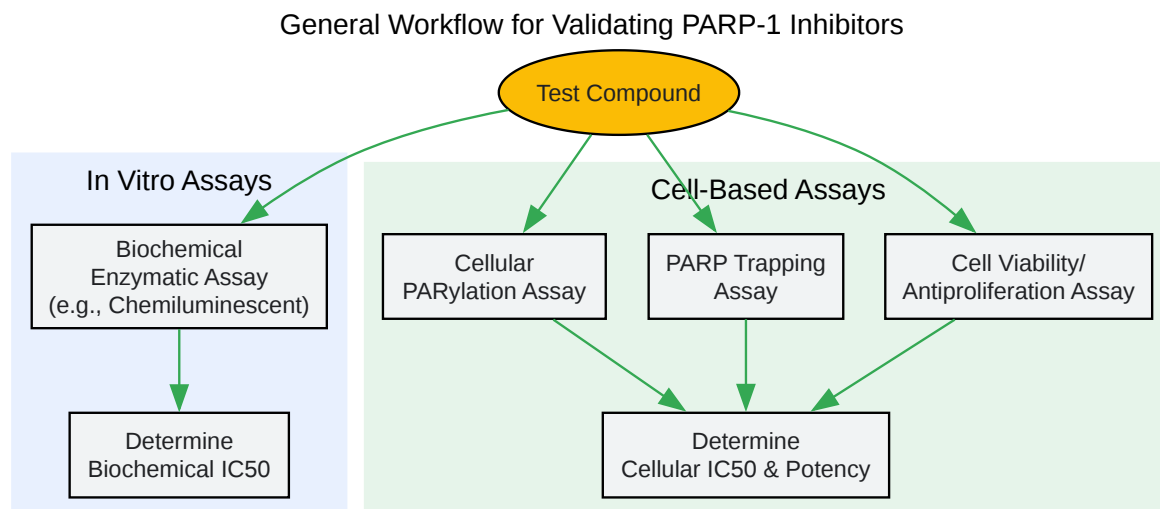 General Workflow for Validating PARP-1 Inhibitors
Test Compound
In Vitro Assays
Biochemical
Enzymatic Assay
(e.g., Chemiluminescent)
Determine
Biochemical IC50
Cell-Based Assays
Cellular
PARylation Assay
PARP Trapping
Assay
Cell Viability/
Antiproliferation Assay
Determine
Cellular IC50 & Potency